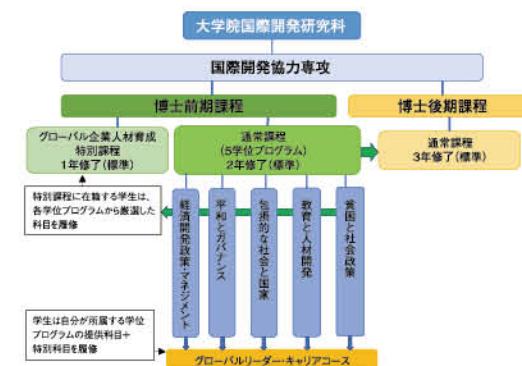 大学院国際開発研究科
国際開発協力専攻
博士前期課程
博士後期課程
グローバル企業人材育成
特別課程
1年修了(標準)
通常課程
(5学位プログラム)
2年修了(標準)
通常課程
3年修了(標準)
特別課程に在籍する学生は、
各学位プログラムから厳選した
科目を履修
経済開発政策・マネジメント
平和とガバナンス
包摂的な社会と国家
教育と人材開発
貧困と社会政策
学生は自分が所属する学位
プログラムの提供科目+
特別科目を履修
グローバルリーダー・キャリアコース